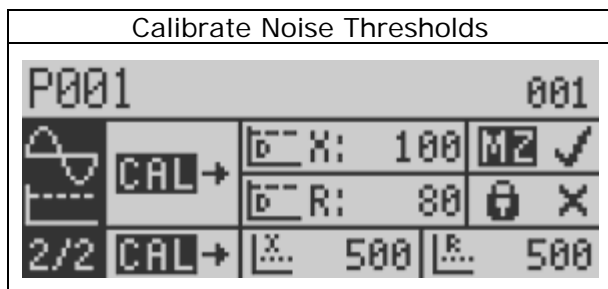 Calibrate Noise Thresholds
P001 001
CAL D X: 100 MZ
D R: 80
2/2 CAL X 500 R 500